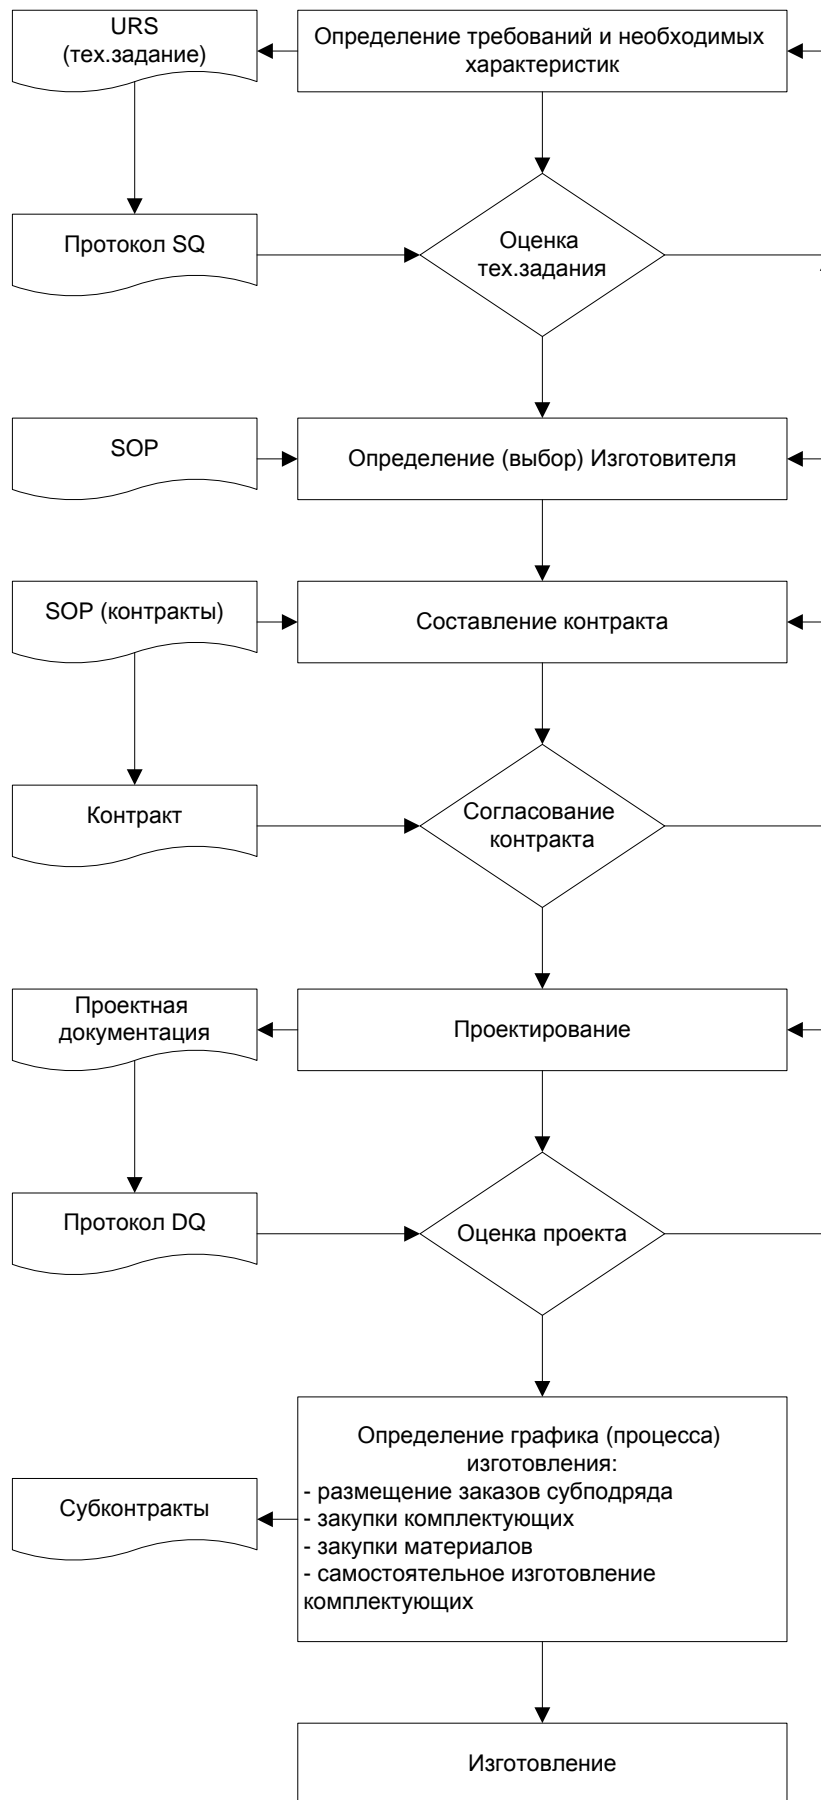 URS
(тех.задание)
Определение требований и необходимых
характеристик
Протокол SQ
Оценка
тех.задания
SOP
Определение (выбор) Изготовителя
SOP (контракты)
Составление контракта
Контракт
Согласование
контракта
Проектная
документация
Проектирование
Протокол DQ
Оценка проекта
Субконтракты
Определение графика (процесса)
изготовления:
- размещение заказов субподряда
- закупки комплектующих
- закупки материалов
- самостоятельное изготовление
комплектующих
Изготовление